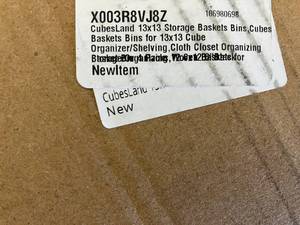 X003R8VJ8Z
186980698
CubesLand 13x13 Storage Baskets Bins,Cubes
Baskets Bins for 13x13 Cube
Organizer/Shelving,Cloth Closet Organizing
NewItem
CubesLand
New